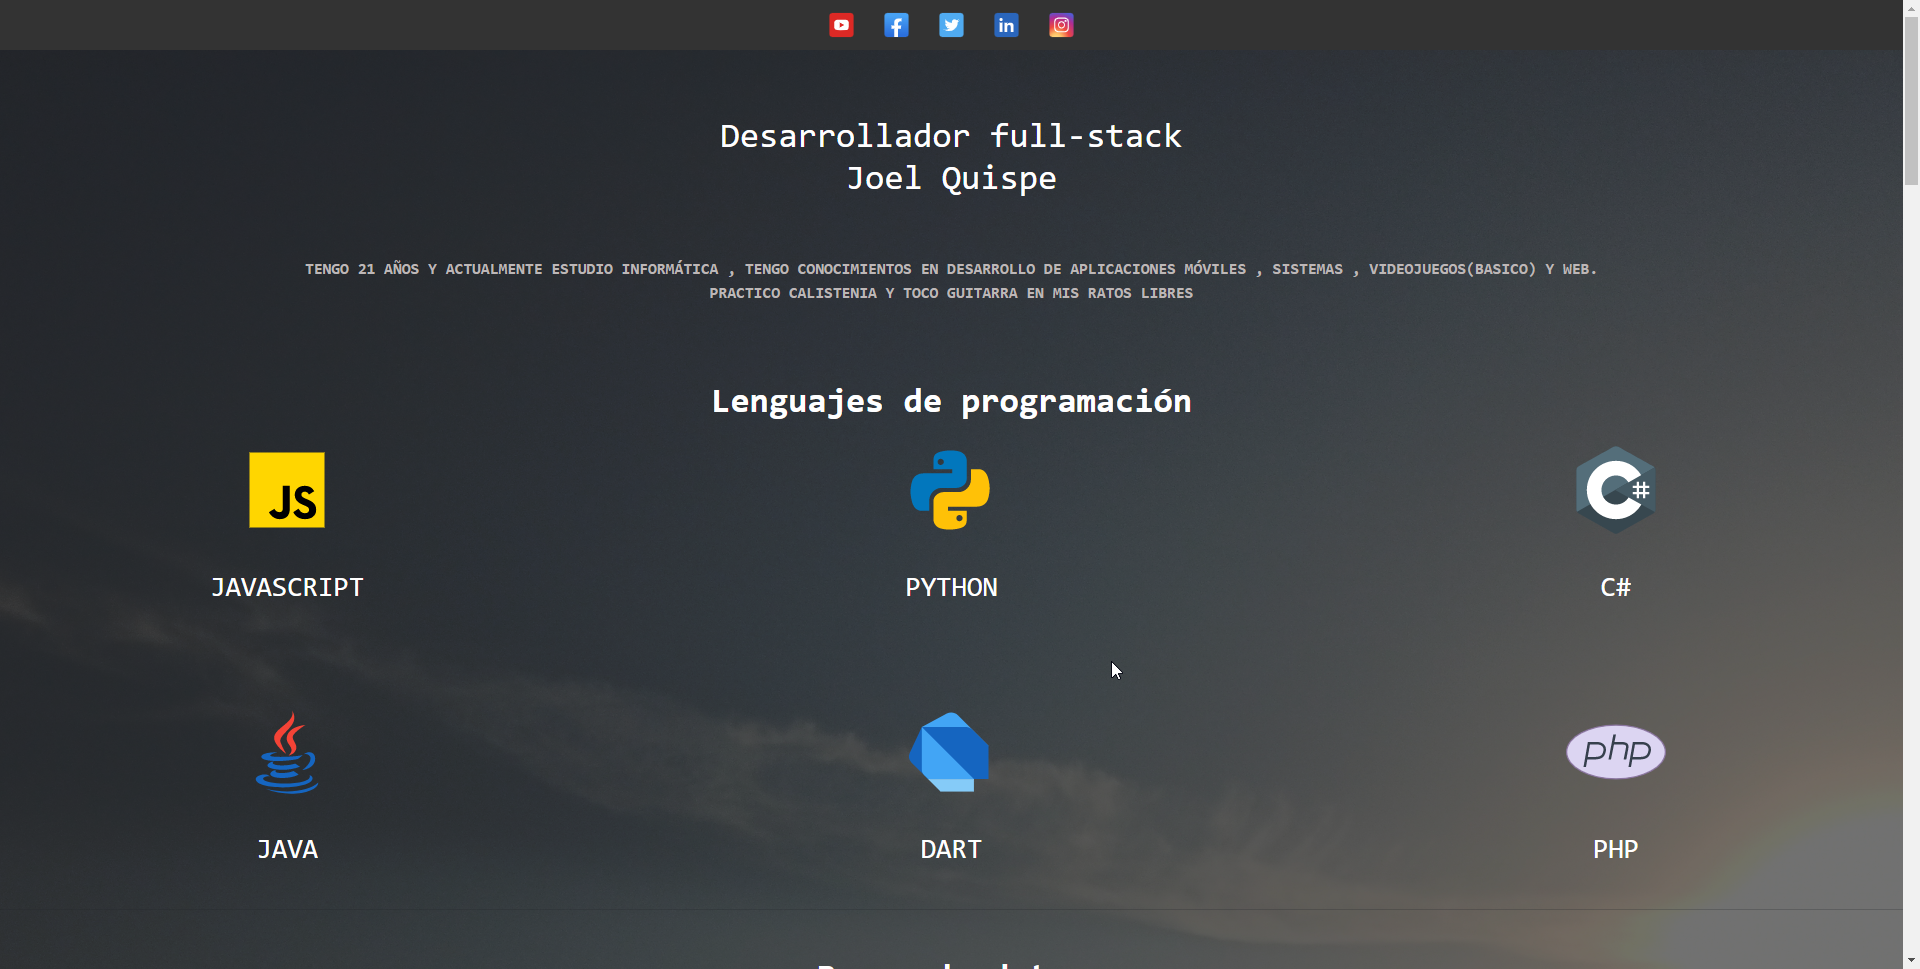 in
Desarrollador full-stack
Joel Quispe
TENGO 21 AÑOS Y ACTUALMENTE ESTUDIO INFORMÁTICA , TENGO CONOCIMIENTOS EN DESARROLLO DE APLICACIONES MÓVILES , SISTEMAS , VIDEOJUEGOS(BASICO) Y WEB.
PRACTICO CALISTENIA Y TOCO GUITARRA EN MIS RATOS LIBRES
Lenguajes de programación
JS
C#
JAVASCRIPT PYTHON C#
php
JAVA DART PHP